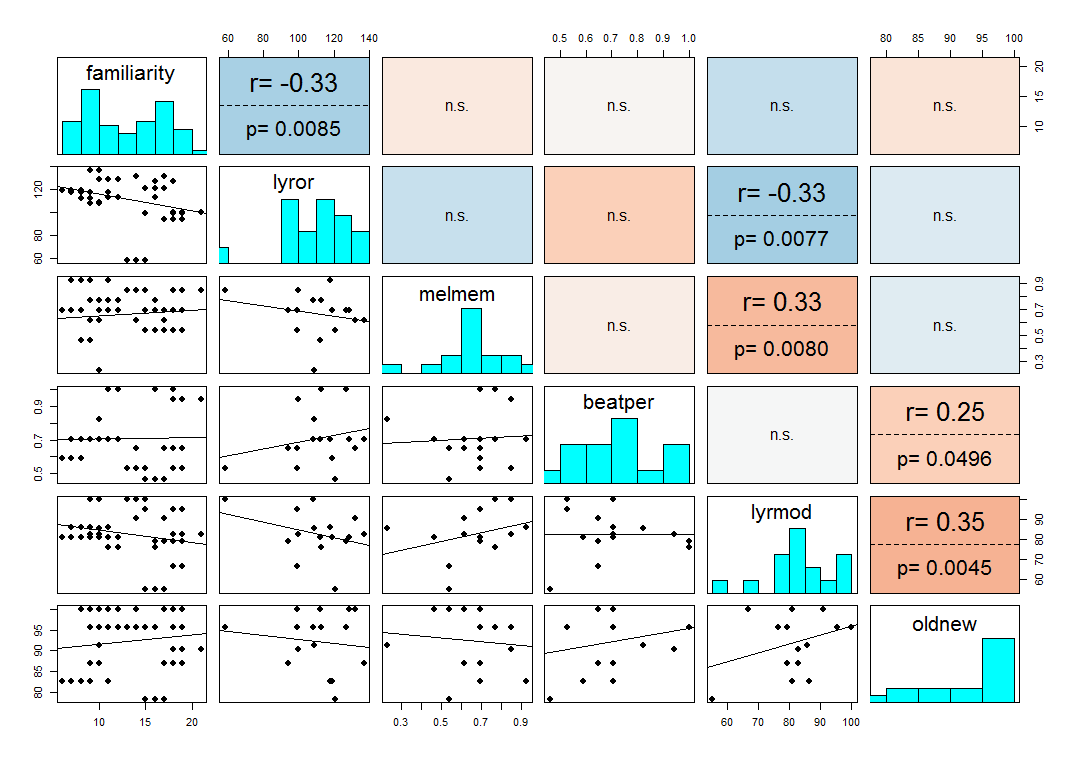 60 80 100 140
0.5 0.6 0.7 0.8 0.9 1.0
80 85 90 95 100
familiarity
r= -0.33
p= 0.0085
n.s.
n.s.
n.s.
n.s.
10 15 20
60 80 120
lyror
n.s.
n.s.
r= -0.33
p= 0.0077
n.s.
melmem
n.s.
r= 0.33
p= 0.0080
n.s.
0.3 0.5 0.7 0.9
0.5 0.7 0.9
beatper
n.s.
r= 0.25
p= 0.0496
lyrmod
r= 0.35
p= 0.0045
60 70 80 90
80 85 90 95
oldnew
10 15 20
0.3 0.5 0.7 0.9
60 70 80 90 100